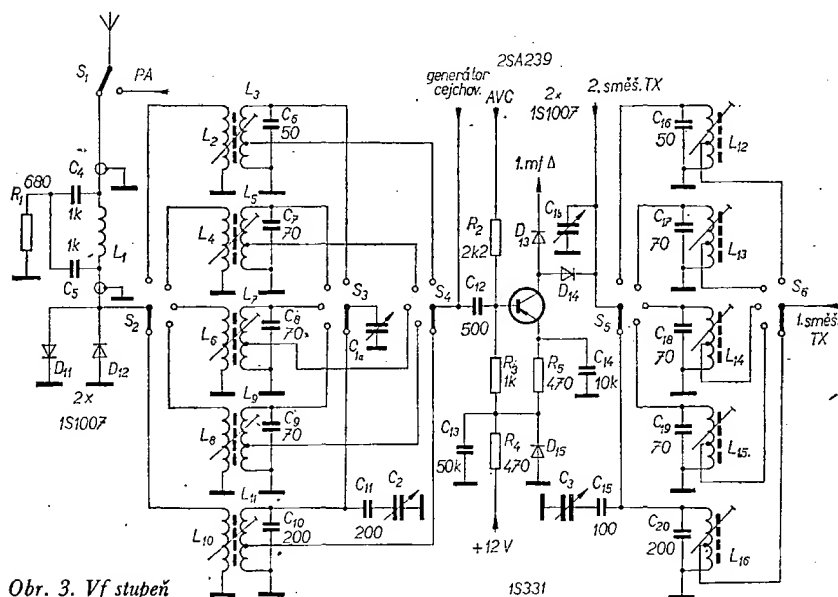 2SA239
generátor
cejchov.
AVC
2x
1S1007
2. směš. TX
S1
PA
L3
C6
50
L2
C16
50
L12
680
R1
C4
1k
1.mf Δ
L5
R2
2k2
C1b
D13
C7
70
L4
C17
70
L13
1k
C5
L1
C12
500
D14
S2
L7
S3
S4
S5
S6
C8
70
L6
C1a
C18
70
L14
1. směš.
TX
D11
D12
2x
1S1007
R3
1k
R5
470
C14
10k
L9
C9
70
L8
C13
50k
R4
470
D15
C19
70
L15
L11
C11
200
C2
C3
C15
100
C10
200
L10
C20
200
L16
+12 V
Obr. 3. Vf stupeň
1S331